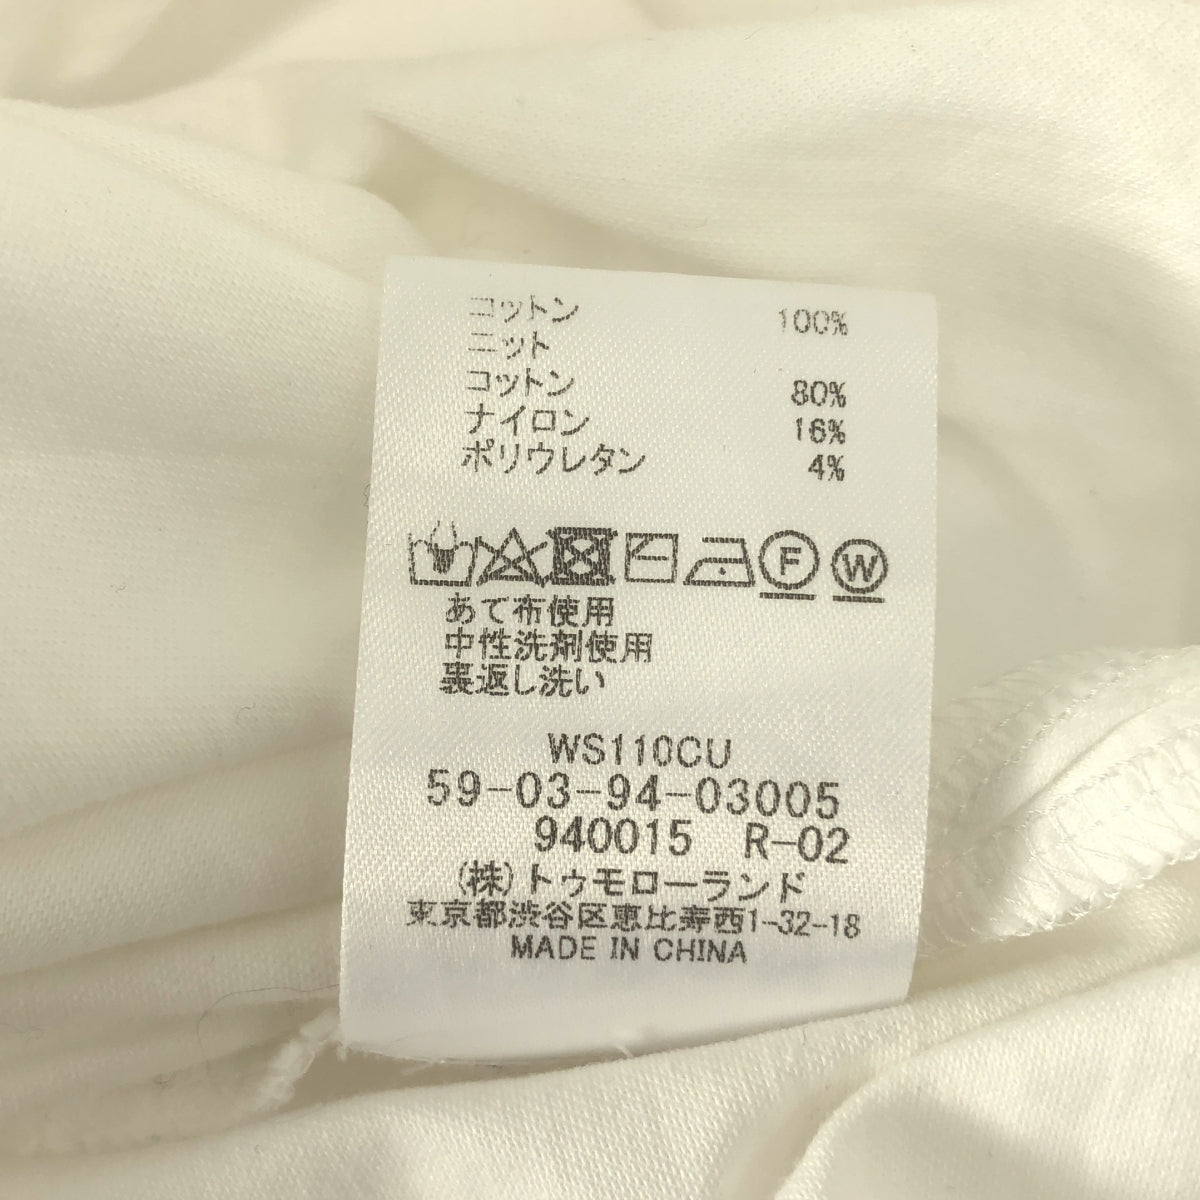 コットン 100%
ニット
コットン 80%
ナイロン 16%
ポリウレタン 4%
F W
あて布使用
中性洗剤使用
裏返し洗い
WS110CU
59-03-94-03005
940015 R-02
(株)トゥモローランド
東京都渋谷区恵比寿西1-32-18
MADE IN CHINA